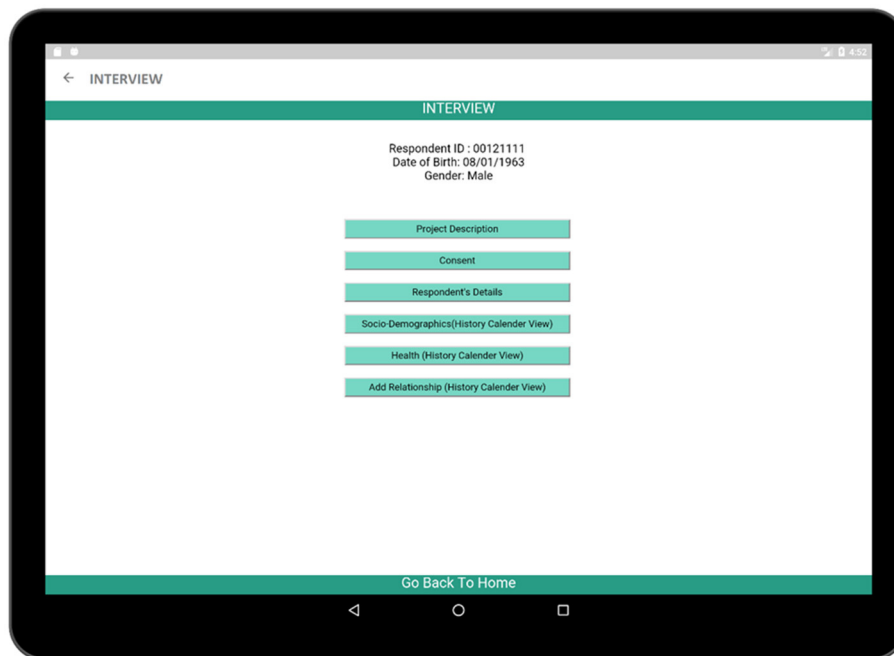 4:52
INTERVIEW
INTERVIEW
Respondent ID : 00121111
Date of Birth: 08/01/1963
Gender: Male
Project Description
Consent
Respondent's Details
Socio-Demographics(History Calender View)
Health (History Calender View)
Add Relationship (History Calender View)
Go Back To Home